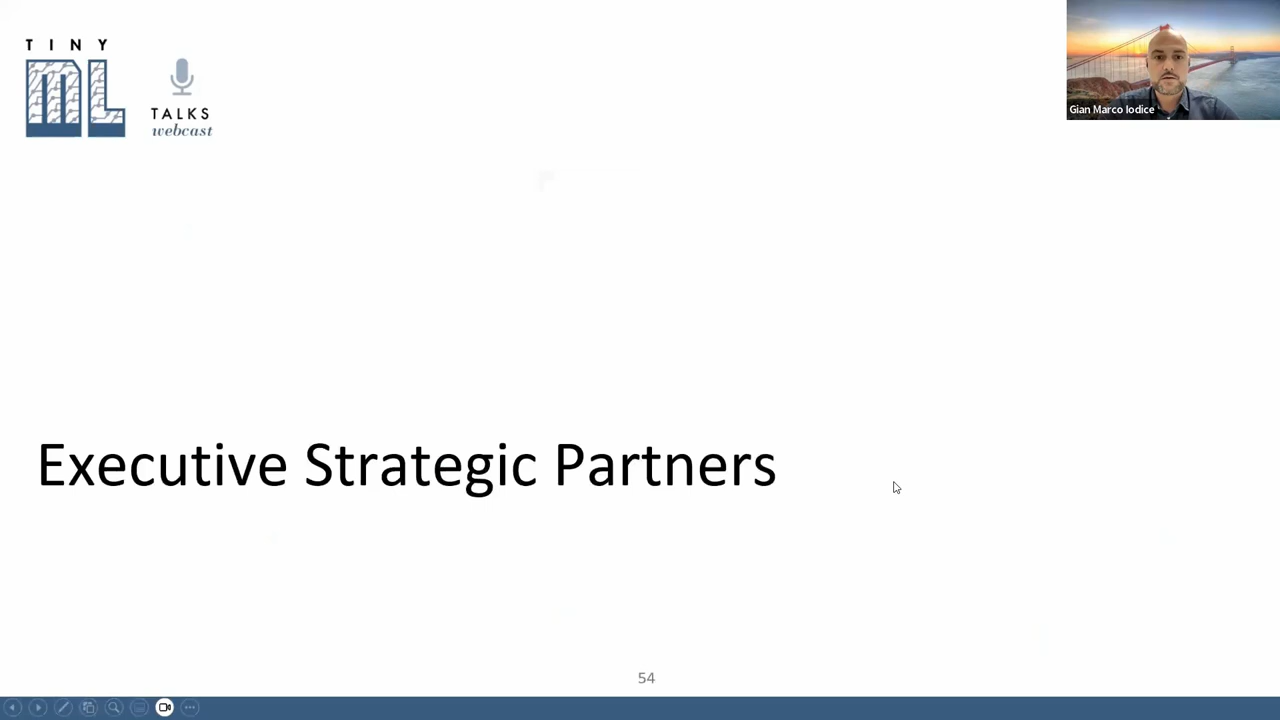 TINY
ML
TALKS
webcast
Gian Marco Iodice
Executive Strategic Partners
54